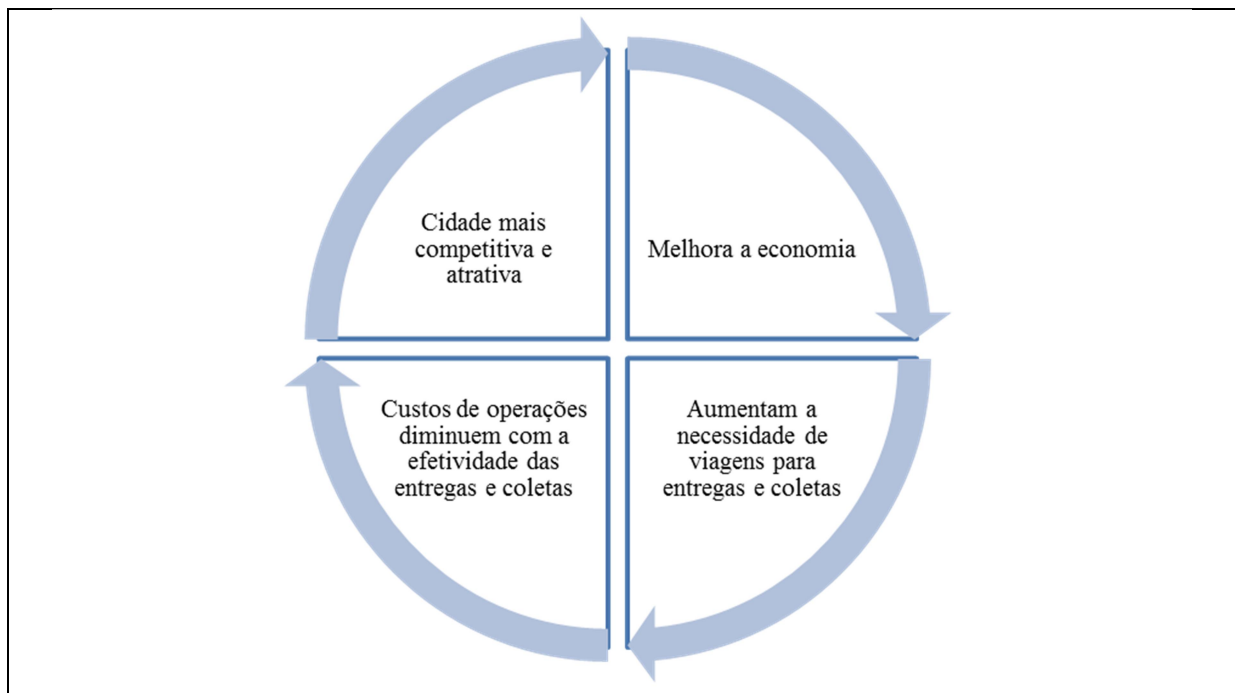 Cidade mais
competitiva e
atrativa
Melhora a economia
Custos de operações
diminuem com a
efetividade das
entregas e coletas
Aumentam a
necessidade de
viagens para
entregas e coletas